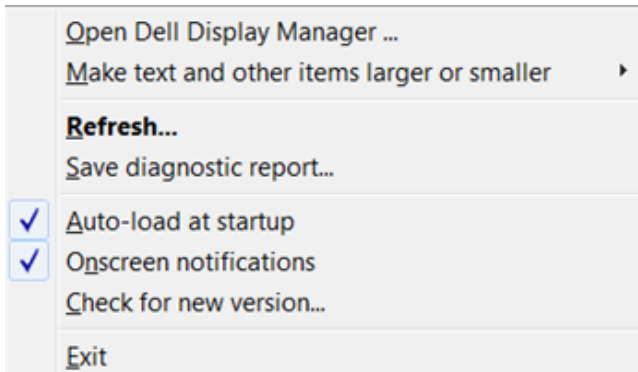 Open Dell Display Manager ...
Make text and other items larger or smaller
Refresh...
Save diagnostic report...
Auto-load at startup
Onscreen notifications
Check for new version...
Exit